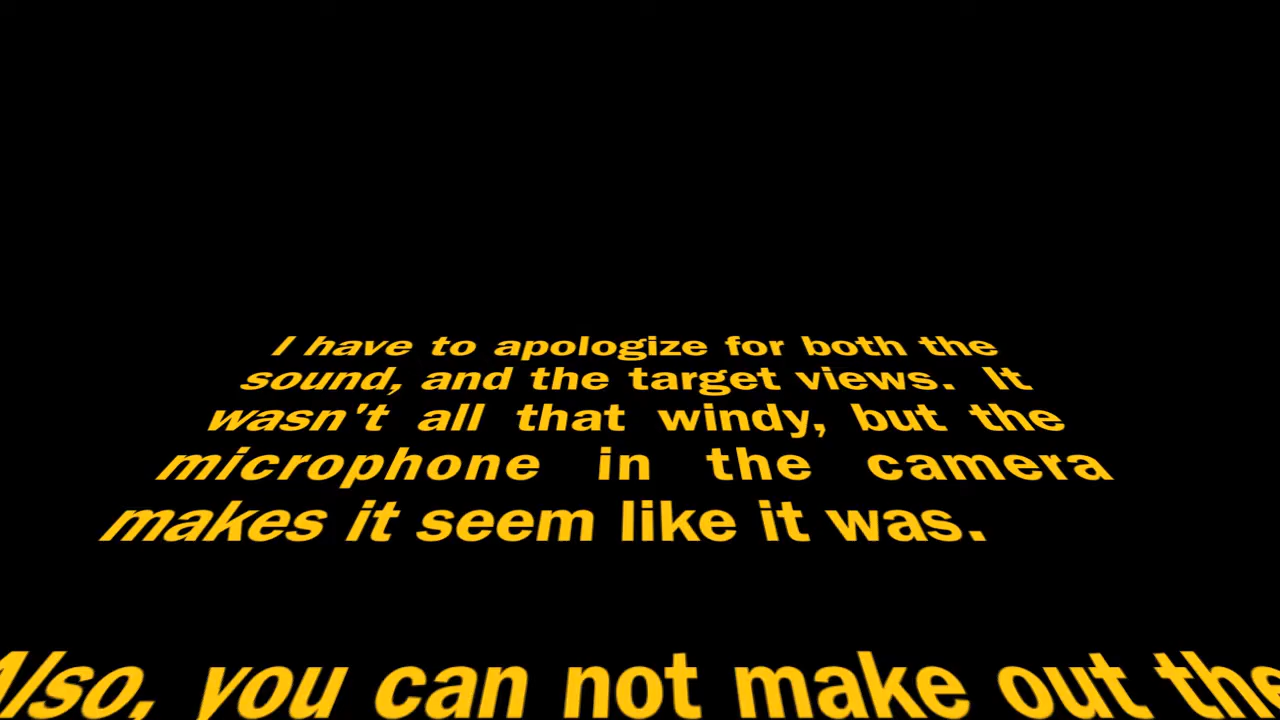 I have to apologize for both the
sound, and the target views. It
wasn't all that windy, but the
microphone in the camera
makes it seem like it was.
Also, you can not make out the